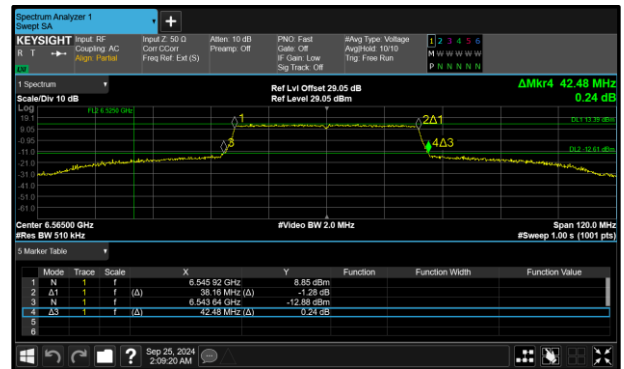 Spectrum Analyzer 1
Swept SA
+
KEYSIGHT Input: RF Input Z: 50 Ω Atten: 10 dB PNO: Fast #Avg Type: Voltage 1 2 3 4 5 6
R T Coupling: AC Corr CCorr Preamp: Off Gate: Off Avg|Hold: 10/10 M W W W W W
Align: Partial Freq Ref: Ext (S) IF Gain: Low Trig: Free Run
Sig Track: Off P N N N N N
1 Spectrum Ref Lvl Offset 29.05 dB ΔMkr4 42.48 MHz
Scale/Div 10 dB Ref Level 29.05 dBm 0.24 dB
Log
19.1
9.05
-0.95
-11.0
-21.0
-31.0
-41.0
-51.0
-61.0
FL2 6.5250 GHz
1
2Δ1
3
4Δ3
DL1 13.39 dBm
DL2 -12.61 dBm
Center 6.56500 GHz #Video BW 2.0 MHz Span 120.0 MHz
#Res BW 510 kHz #Sweep 1.00 s (1001 pts)
5 Marker Table
Mode Trace Scale X Y Function Function Width Function Value
1 N 1 f 6.545 92 GHz 8.85 dBm
2 Δ1 1 f (Δ) 38.16 MHz (Δ) -1.28 dB
3 N 1 f 6.543 64 GHz -12.88 dBm
4 Δ3 1 f (Δ) 42.48 MHz (Δ) 0.24 dB
5
6
? Sep 25, 2024
2:09:20 AM